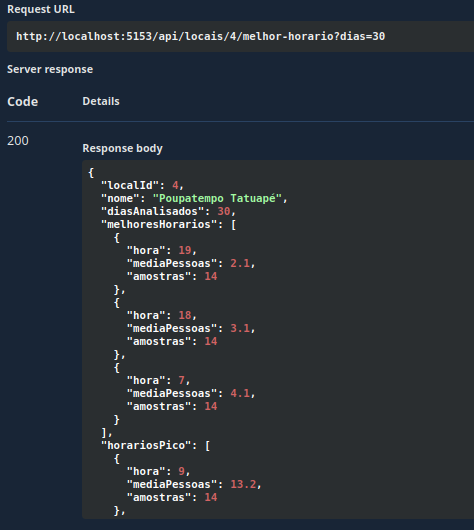 Request URL
http://localhost:5153/api/locais/4/melhor-horario?dias=30
Server response
Code Details
200
Response body
{
"localId": 4,
"nome": "Poupatempo Tatuapé",
"diasAnalisados": 30,
"melhoresHorarios": [
{
"hora": 19,
"mediaPessoas": 2.1,
"amostras": 14
},
{
"hora": 18,
"mediaPessoas": 3.1,
"amostras": 14
},
{
"hora": 7,
"mediaPessoas": 4.1,
"amostras": 14
}
],
"horariosPico": [
{
"hora": 9,
"mediaPessoas": 13.2,
"amostras": 14
},